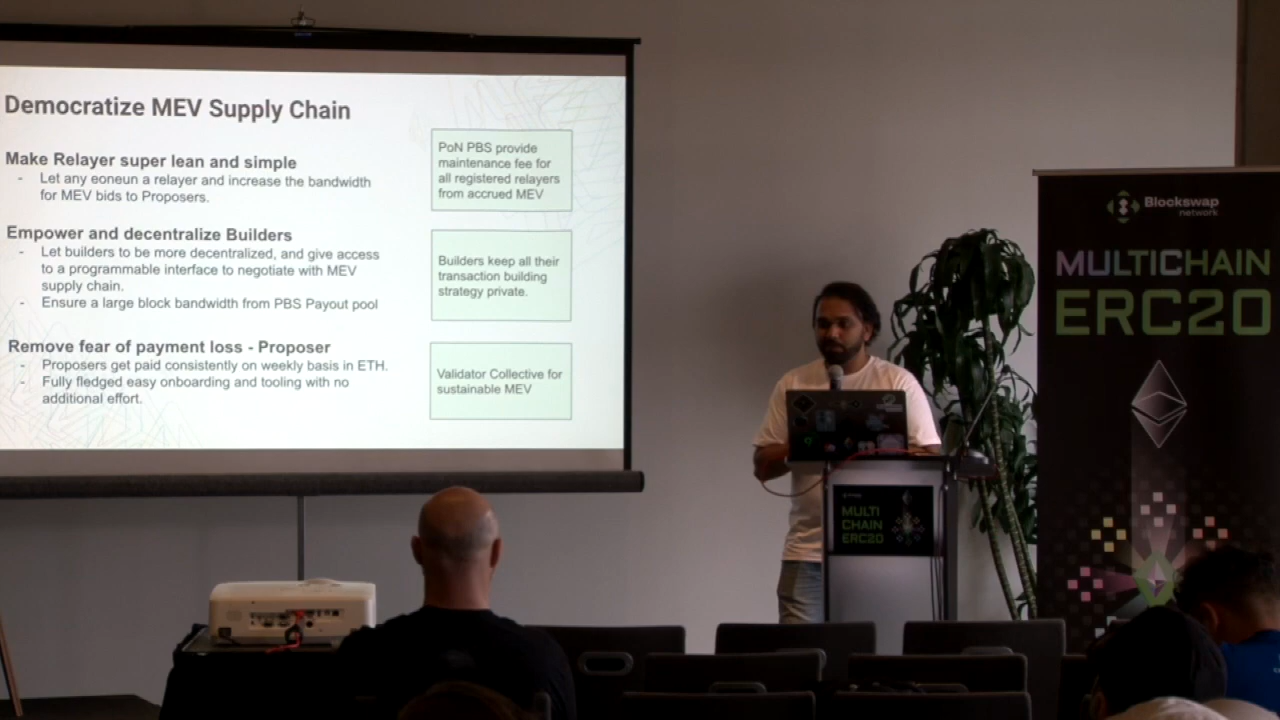 Democratize MEV Supply Chain
Make Relayer super lean and simple
- Let any eoneun a relayer and increase the bandwidth
for MEV bids to Proposers.
Empower and decentralize Builders
- Let builders to be more decentralized, and give access
to a programmable interface to negotiate with MEV
supply chain.
- Ensure a large block bandwidth from PBS Payout pool
Remove fear of payment loss - Proposer
- Proposers get paid consistently on weekly basis in ETH.
- Fully fledged easy onboarding and tooling with no
additional effort.
PoN PBS provide
maintenance fee for
all registered relayers
from accrued MEV
Builders keep all their
transaction building
strategy private.
Validator Collective for
sustainable MEV
Blockswap
network
MULTICHAIN
ERC20
MULTI
CHAIN
ERC20